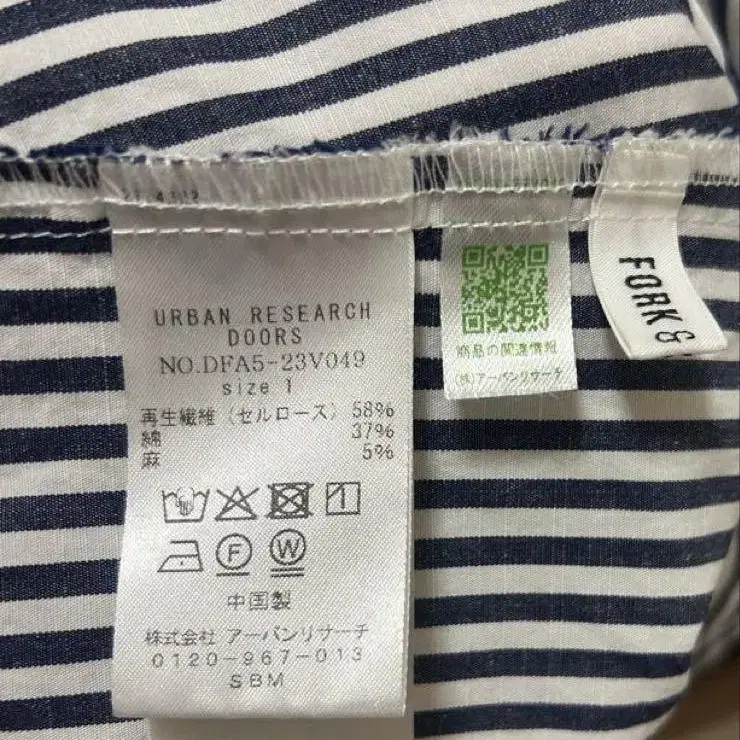 URBAN RESEARCH
DOORS
NO.DFA5-23V049
size 1
再生繊維（セルロース） 58%
綿 37%
麻 5%
F W
中国製
株式会社 アーバンリサーチ
0120-967-013
SBM
商品の関連情報
(株)アーバンリサーチ
FORK &